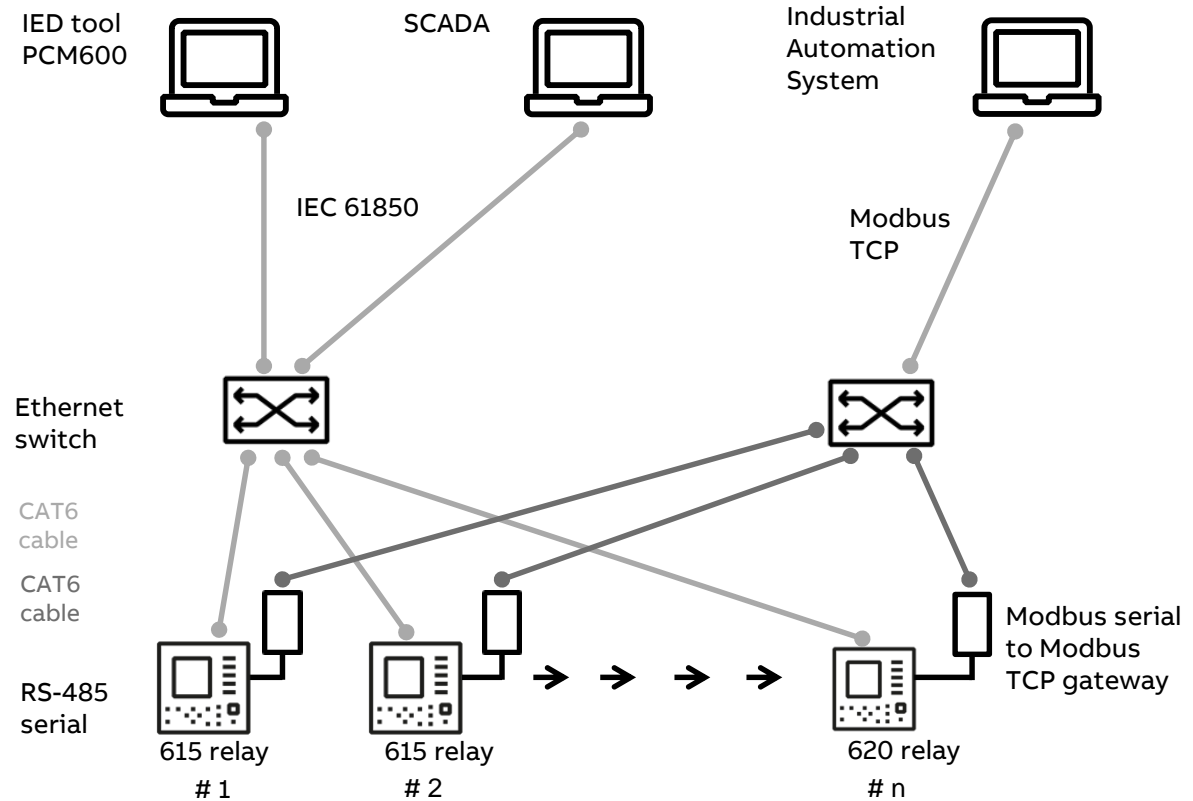 IED tool
PCM600
SCADA
Industrial
Automation
System
IEC 61850
Modbus
TCP
Ethernet
switch
CAT6
cable
CAT6
cable
RS-485
serial
Modbus serial
to Modbus
TCP gateway
615 relay
# 1
615 relay
# 2
620 relay
# n